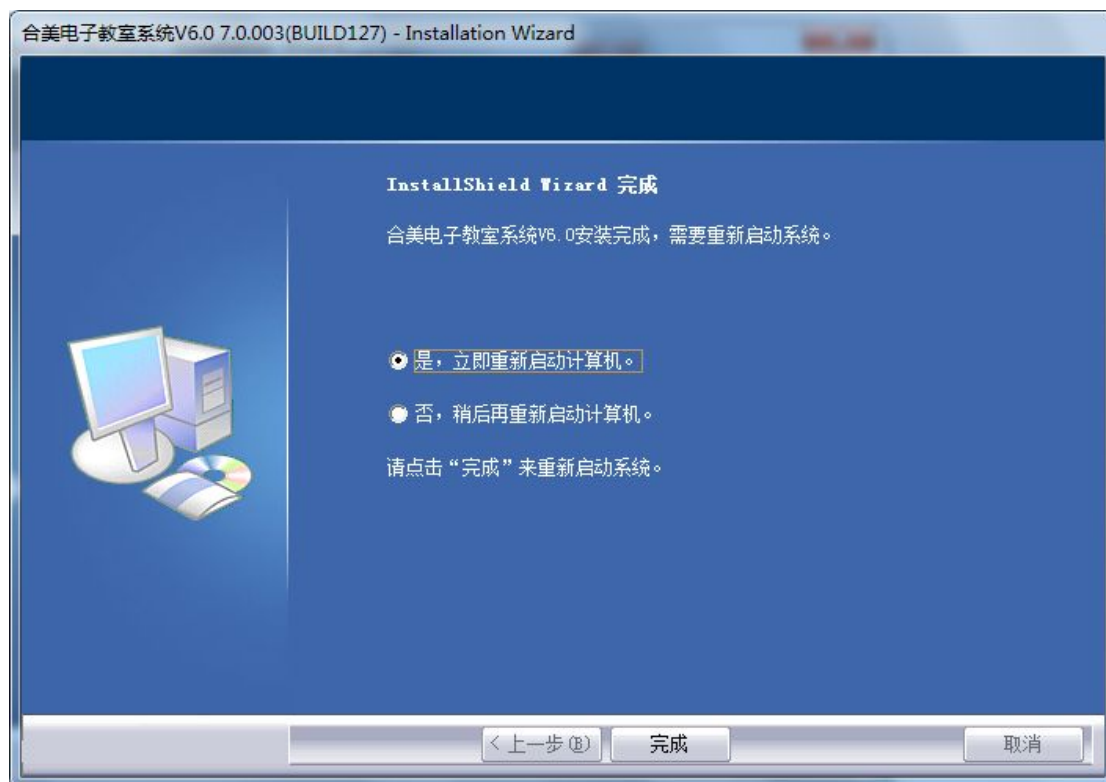 合美电子教室系统V6.0 7.0.003(BUILD127) - Installation Wizard
InstallShield Wizard 完成
合美电子教室系统V6.0安装完成，需要重新启动系统。
是，立即重新启动计算机。
否，稍后再重新启动计算机。
请点击“完成”来重新启动系统。
< 上一步(B) 完成 取消